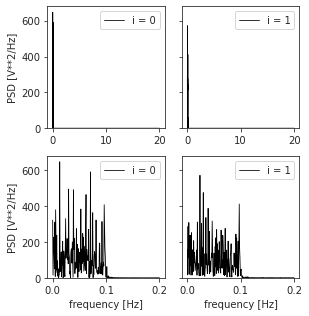 PSD [V**2/Hz]
600
400
200
0
i = 0
0 10 20
i = 1
0 10 20
PSD [V**2/Hz]
600
400
200
0
i = 0
0.0 0.1 0.2
frequency [Hz]
i = 1
0.0 0.1 0.2
frequency [Hz]